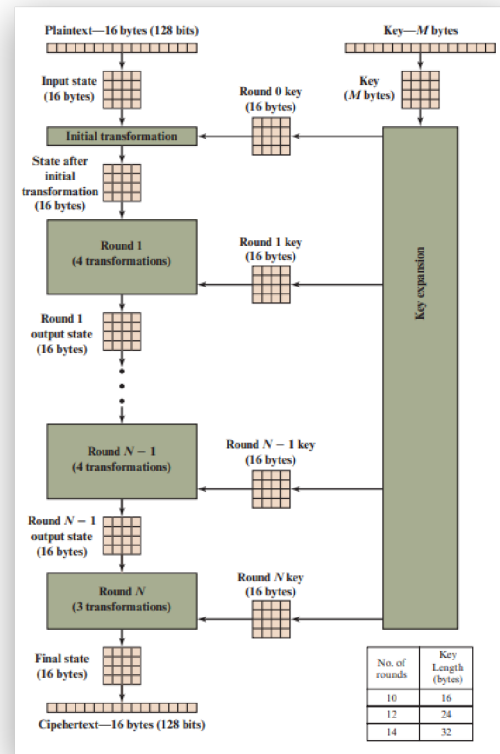 Plaintext—16 bytes (128 bits)
Key—M bytes
Input state
(16 bytes)
Key
(M bytes)
Round 0 key
(16 bytes)
Initial transformation
State after
initial
transformation
(16 bytes)
Round 1
(4 transformations)
Round 1 key
(16 bytes)
Key expansion
Round 1
output state
(16 bytes)
Round N − 1
(4 transformations)
Round N − 1 key
(16 bytes)
Round N − 1
output state
(16 bytes)
Round N
(3 transformations)
Round N key
(16 bytes)
Final state
(16 bytes)
Cipehertext—16 bytes (128 bits)
No. of
rounds
Key
Length
(bytes)
10 16
12 24
14 32